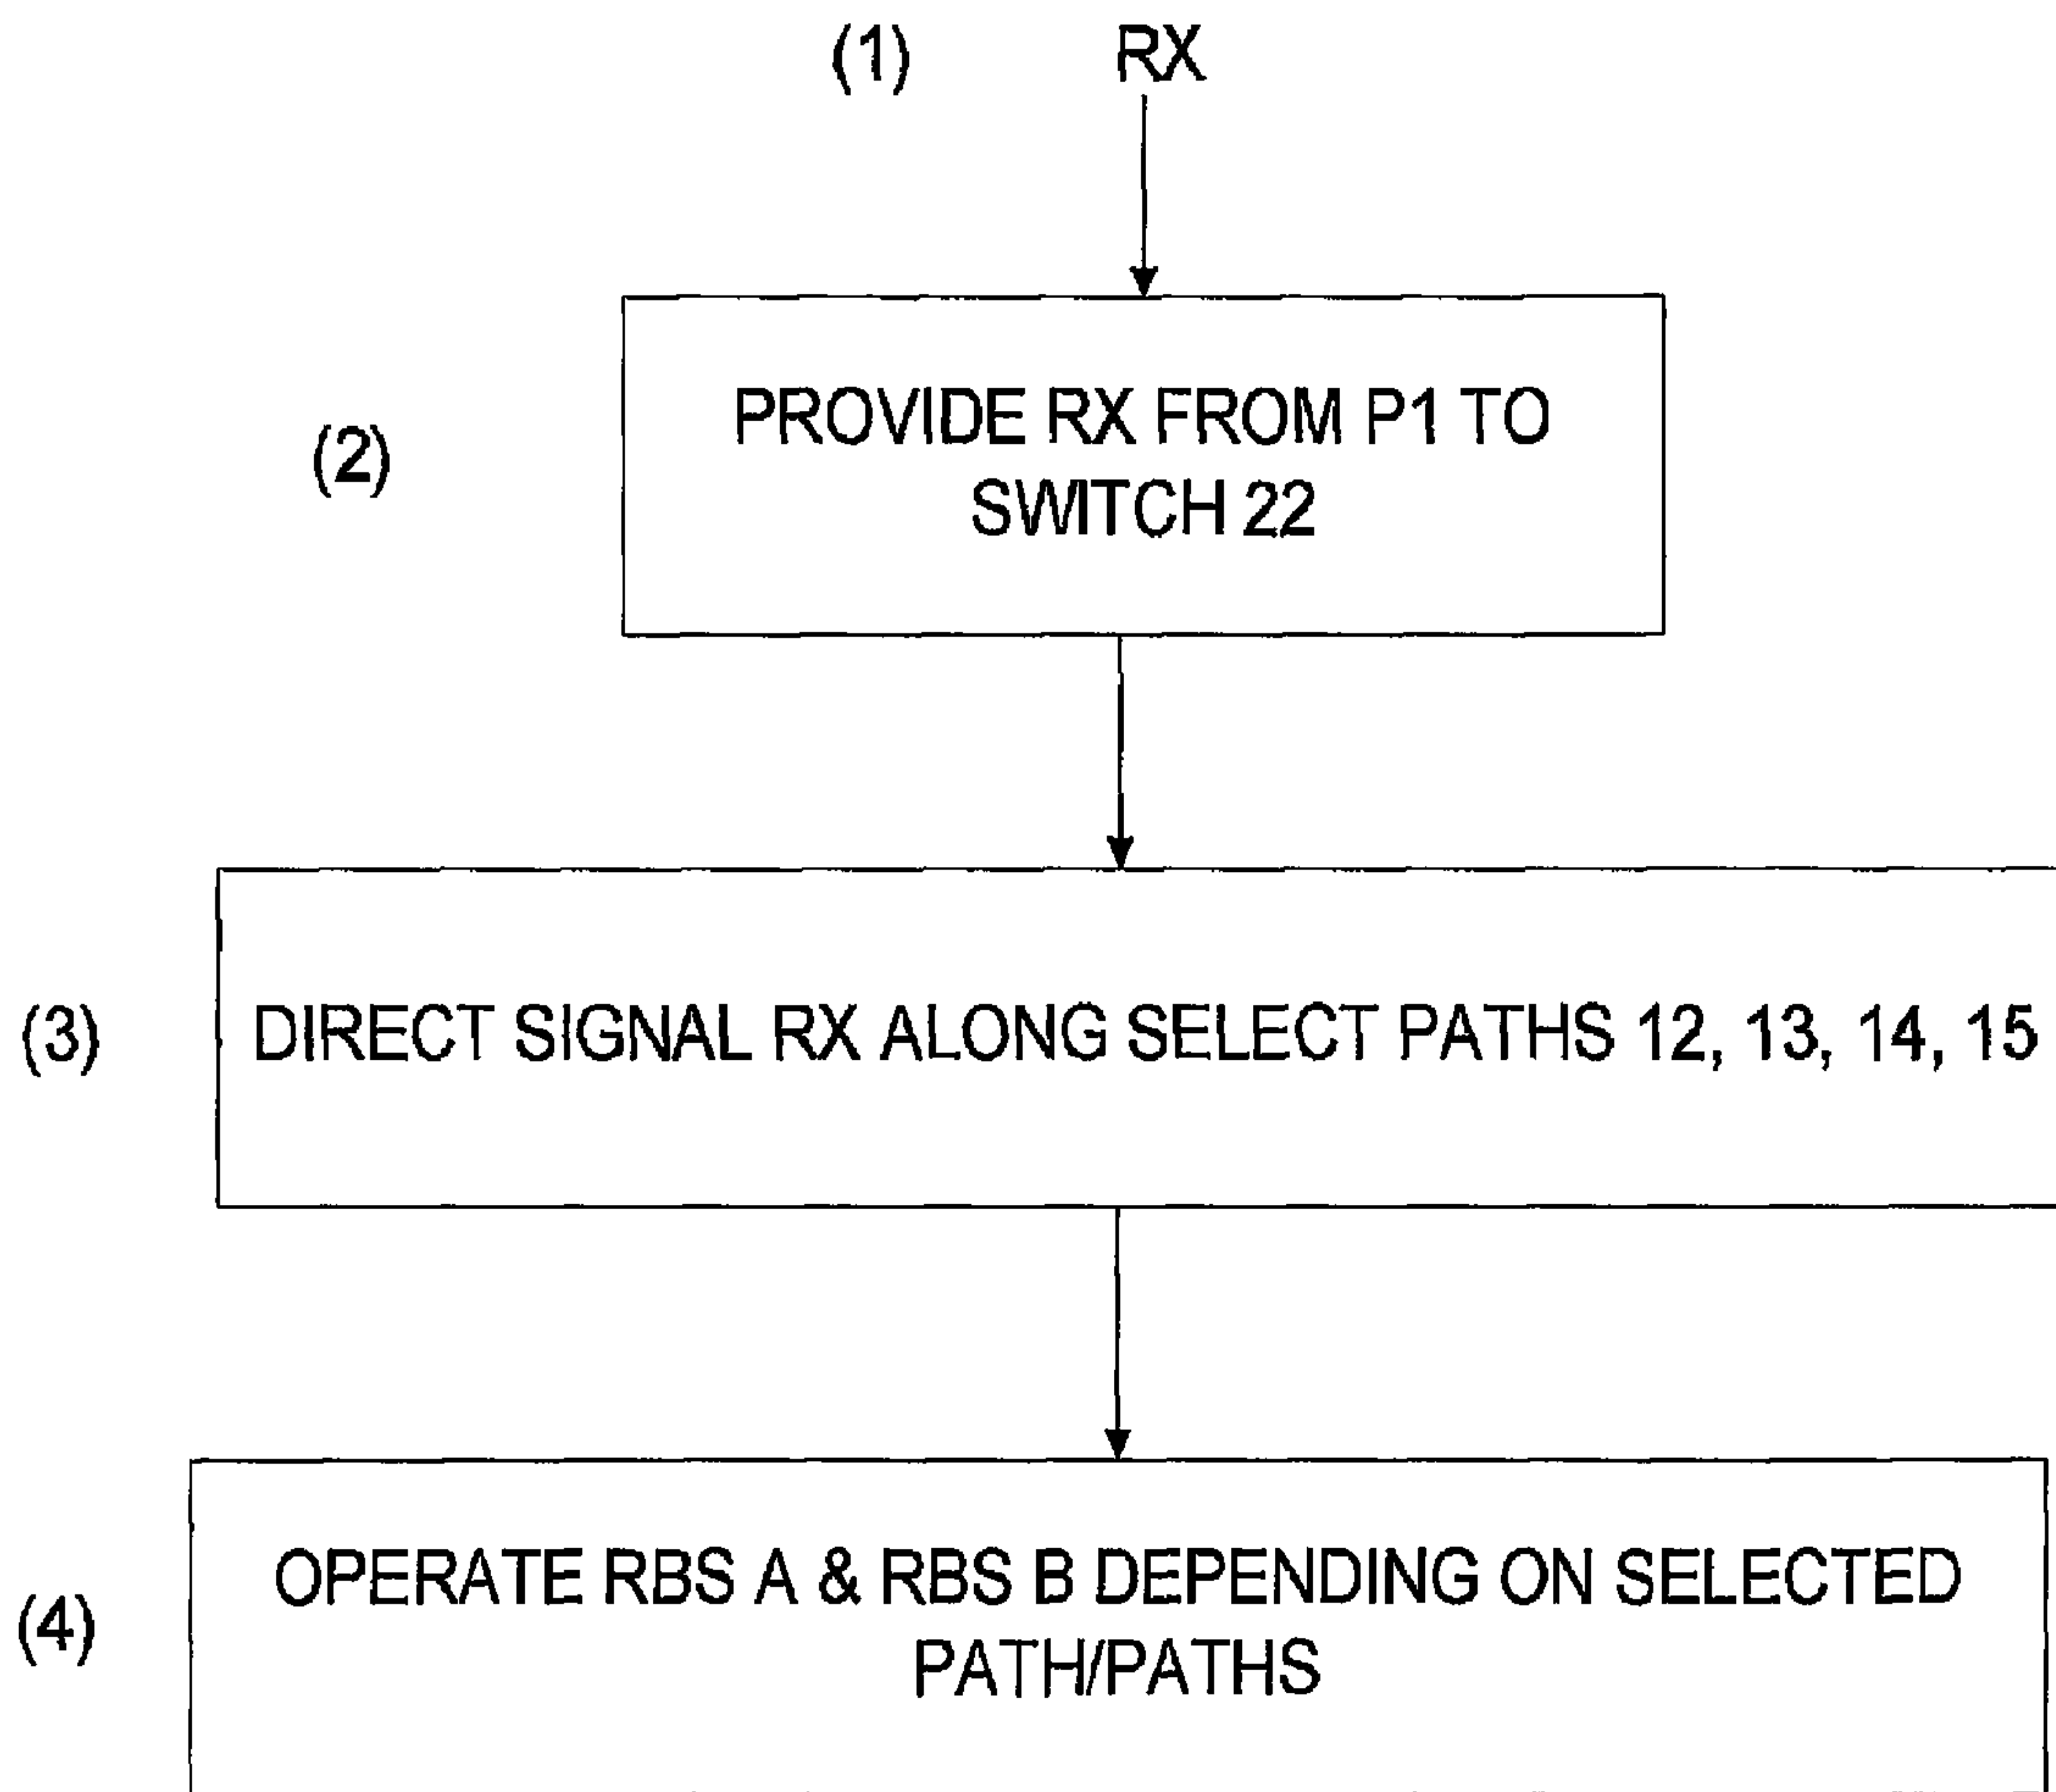 (1) RX
(2) PROVIDE RX FROM P1 TO
SWITCH 22
(3) DIRECT SIGNAL RX ALONG SELECT PATHS 12, 13, 14, 15
(4) OPERATE RBS A & RBS B DEPENDING ON SELECTED
PATH/PATHS